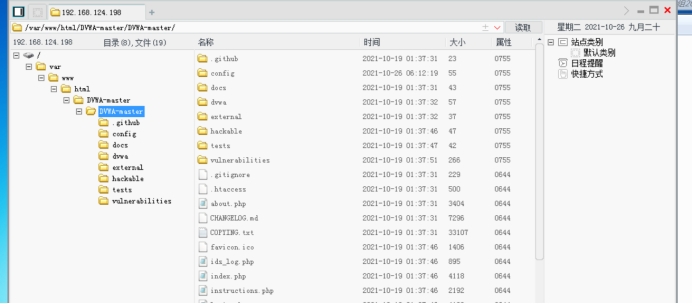 192.168.124.198
/var/www/html/DVWA-master/DVWA-master/
读取
星期二 2021-10-26 九月二十
192.168.124.198 目录(8),文件(19) 名称 时间 大小 属性
/
var
www
html
DVWA-master
DVWA-master
.github
config
docs
dvwa
external
hackable
tests
vulnerabilities
.github 2021-10-19 01:37:31 23 0755
config 2021-10-26 06:12:19 55 0755
docs 2021-10-19 01:37:31 43 0755
dvwa 2021-10-19 01:37:32 57 0755
external 2021-10-19 01:37:32 37 0755
hackable 2021-10-19 01:37:46 47 0755
tests 2021-10-19 01:37:47 42 0755
vulnerabilities 2021-10-19 01:37:51 266 0755
.gitignore 2021-10-19 01:37:31 229 0644
.htaccess 2021-10-19 01:37:31 500 0644
about.php 2021-10-19 01:37:31 3404 0644
CHANGELOG.md 2021-10-19 01:37:31 7296 0644
COPYING.txt 2021-10-19 01:37:31 33107 0644
favicon.ico 2021-10-19 01:37:46 1406 0644
ids_log.php 2021-10-19 01:37:46 895 0644
index.php 2021-10-19 01:37:46 4118 0644
instructions.php 2021-10-19 01:37:46 2192 0644
站点类别
默认类别
日程提醒
快捷方式